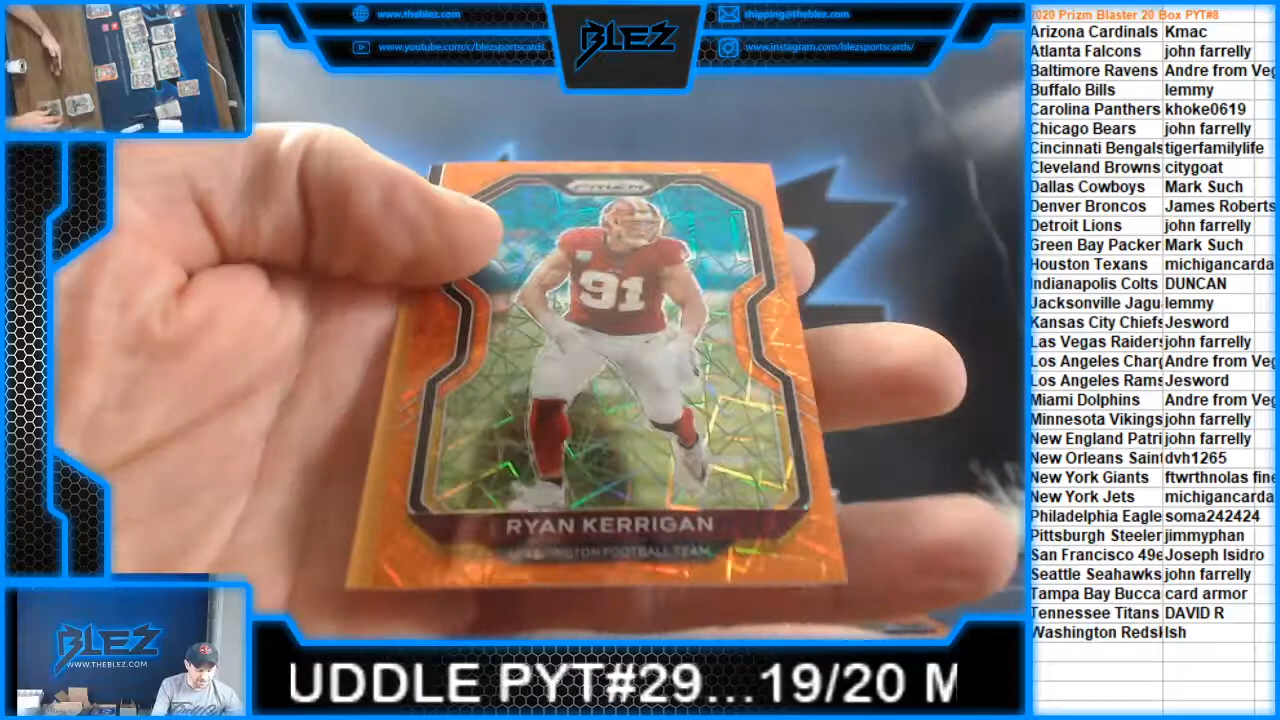 www.theblez.com
www.youtube.com/c/blezsportscards
BLEZ
shipping@theblez.com
www.instagram.com/blezsportscards/
PRIZM
91
RYAN KERRIGAN
WASHINGTON FOOTBALL TEAM
BLEZ
WWW.THEBLEZ.COM
UDDLE PYT#29...19/20 M
2020 Prizm Blaster 20 Box PYT#8
Arizona Cardinals Kmac
Atlanta Falcons john farrelly
Baltimore Ravens Andre from Veg
Buffalo Bills lemmy
Carolina Panthers khoke0619
Chicago Bears john farrelly
Cincinnati Bengals tigerfamilylife
Cleveland Browns citygoat
Dallas Cowboys Mark Such
Denver Broncos James Roberts
Detroit Lions john farrelly
Green Bay Packer Mark Such
Houston Texans michigancarda
Indianapolis Colts DUNCAN
Jacksonville Jagu lemmy
Kansas City Chiefs Jesword
Las Vegas Raiders john farrelly
Los Angeles Charg Andre from Veg
Los Angeles Rams Jesword
Miami Dolphins Andre from Veg
Minnesota Vikings john farrelly
New England Patri john farrelly
New Orleans Saint dvh1265
New York Giants ftwrthnolas fine
New York Jets michigancarda
Philadelphia Eagle soma242424
Pittsburgh Steeler jimmyphan
San Francisco 49e Joseph Isidro
Seattle Seahawks john farrelly
Tampa Bay Bucca card armor
Tennessee Titans DAVID R
Washington Redsk Ish